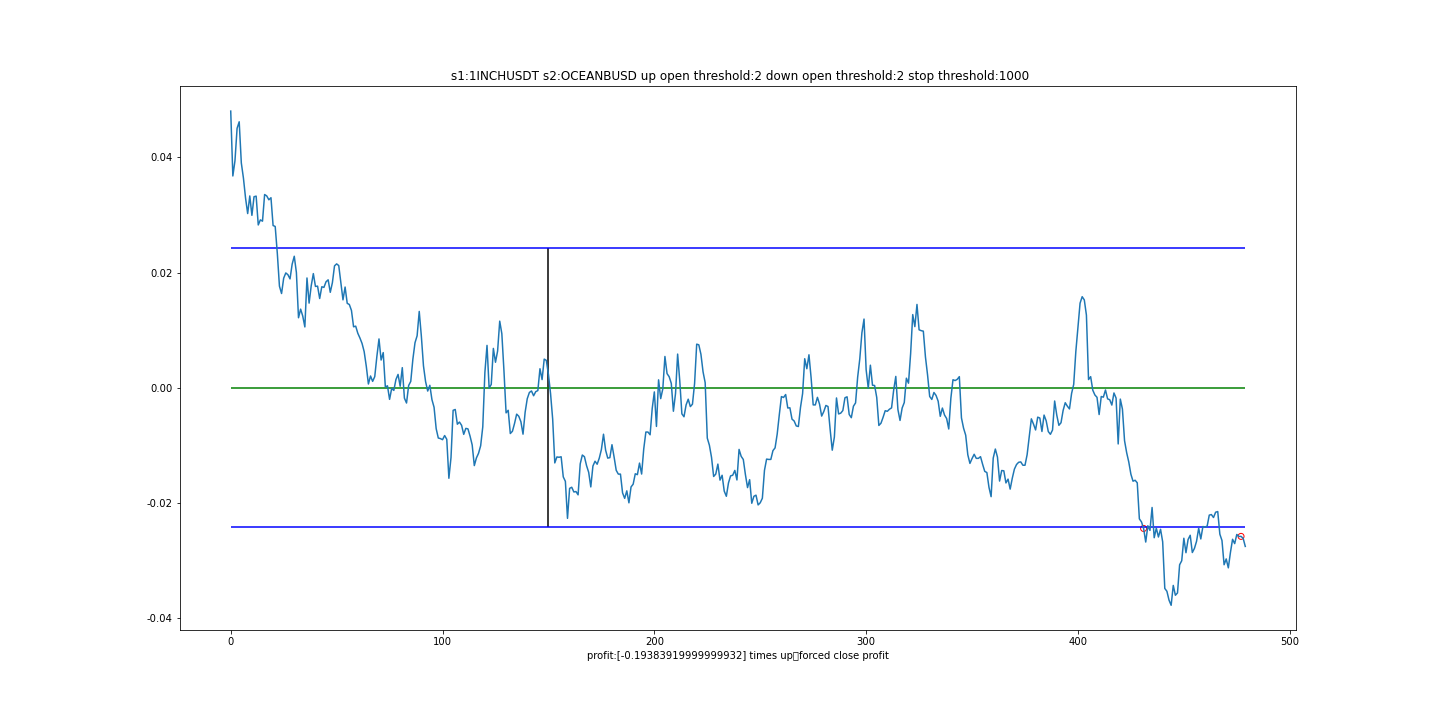 s1:1INCHUSDT s2:OCEANBUSD up open threshold:2 down open threshold:2 stop threshold:1000
0.04
0.02
0.00
-0.02
-0.04
0 100 200 300 400 500
profit:[-0.19383919999999932] times up▯forced close profit